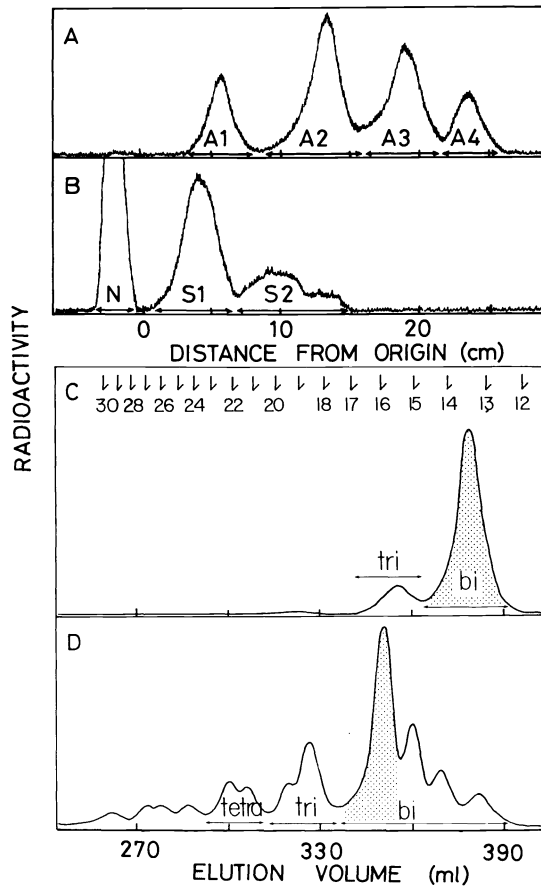 A
A1 A2 A3 A4
B
N S1 S2
0 10 20
DISTANCE FROM ORIGIN (cm)
RADIOACTIVITY
C
30 28 26 24 22 20 18 17 16 15 14 13 12
tri
bi
D
tetra tri bi
270 300 330 390
ELUTION VOLUME (ml)